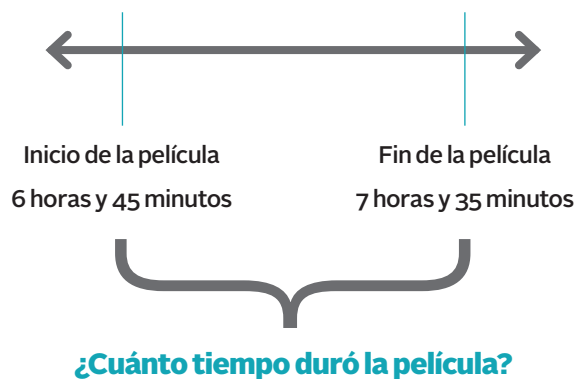 Inicio de la película
6 horas y 45 minutos
Fin de la película
7 horas y 35 minutos
¿Cuánto tiempo duró la película?